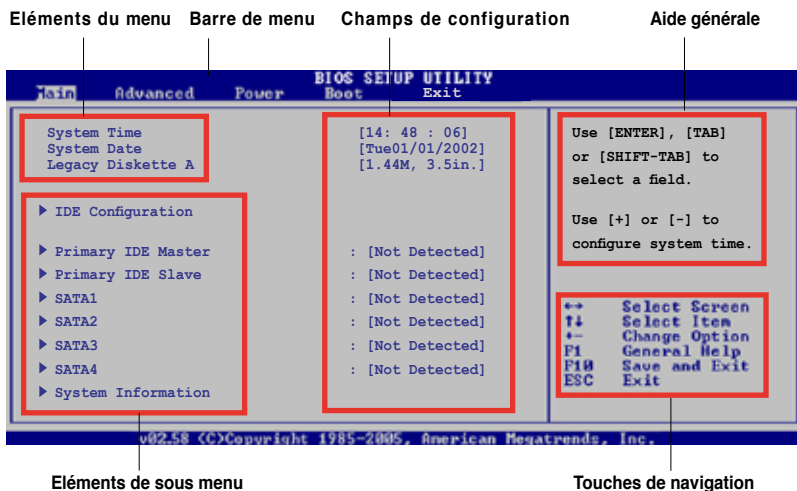 Eléments du menu Barre de menu Champs de configuration Aide générale
BIOS SETUP UTILITY
Main Advanced Power Boot Exit
System Time [14: 48 : 06]
System Date [Tue01/01/2002]
Legacy Diskette A [1.44M, 3.5in.]
Use [ENTER], [TAB]
or [SHIFT-TAB] to
select a field.
Use [+] or [-] to
configure system time.
▶ IDE Configuration
▶ Primary IDE Master : [Not Detected]
▶ Primary IDE Slave : [Not Detected]
▶ SATA1 : [Not Detected]
▶ SATA2 : [Not Detected]
▶ SATA3 : [Not Detected]
▶ SATA4 : [Not Detected]
▶ System Information
↔ Select Screen
↑↓ Select Item
+- Change Option
F1 General Help
F10 Save and Exit
ESC Exit
v02.58 (C)Copyright 1985-2005, American Megatrends, Inc.
Eléments de sous menu Touches de navigation